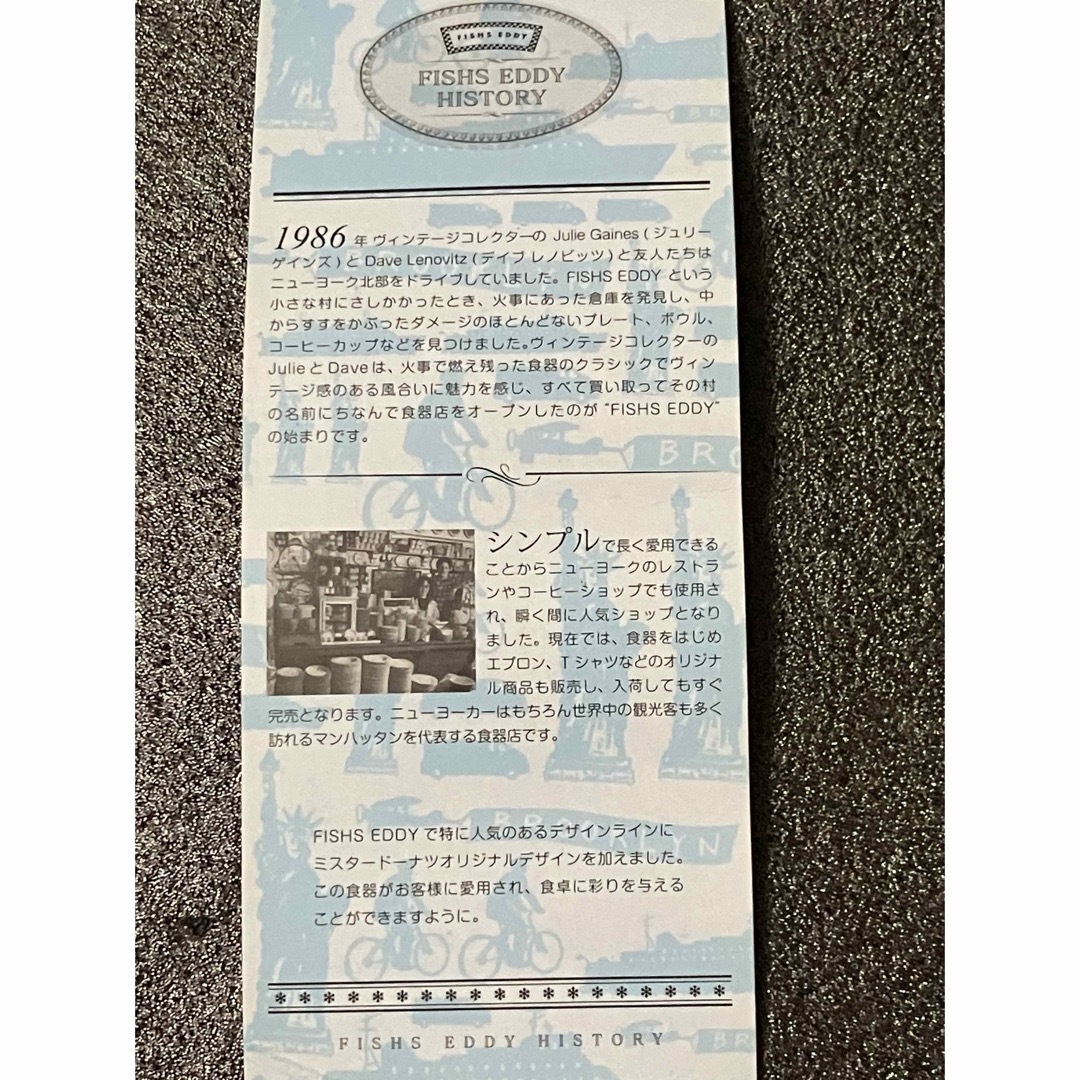 FISHS EDDY
FISHS EDDY
HISTORY
BR
1986 年 ヴィンテージコレクターの Julie Gaines ( ジュリー
ゲインズ ) と Dave Lenovitz ( デイブ レノビッツ ) と友人たちは
ニューヨーク北部をドライブしていました。FISHS EDDY という
小さな村にさしかかったとき、火事にあった倉庫を発見し、中
からすすをかぶったダメージのほとんどないプレート、ボウル、
コーヒーカップなどを見つけました。ヴィンテージコレクターの
Julie と Dave は、火事で燃え残った食器のクラシックでヴィン
テージ感のある風合いに魅力を感じ、すべて買い取ってその村
の名前にちなんで食器店をオープンしたのが “FISHS EDDY”
の始まりです。
BRO
シンプルで長く愛用できる
ことからニューヨークのレストラ
ンやコーヒーショップでも使用さ
れ、瞬く間に人気ショップとなり
ました。現在では、食器をはじめ
エプロン、T シャツなどのオリジナ
ル商品も販売し、入荷してもすぐ
完売となります。ニューヨーカーはもちろん世界中の観光客も多く
訪れるマンハッタンを代表する食器店です。
BROOKLYN
FISHS EDDY で特に人気のあるデザインラインに
ミスタードーナツオリジナルデザインを加えました。
この食器がお客様に愛用され、食卓に彩りを与える
ことができますように。
FISHS EDDY HISTORY